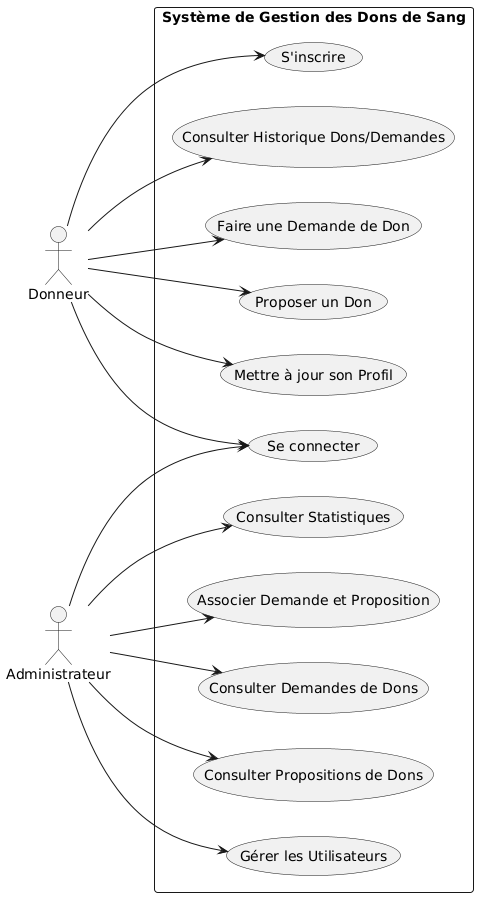 Système de Gestion des Dons de Sang
S'inscrire
Consulter Historique Dons/Demandes
Faire une Demande de Don
Donneur
Proposer un Don
Mettre à jour son Profil
Se connecter
Consulter Statistiques
Associer Demande et Proposition
Administrateur
Consulter Demandes de Dons
Consulter Propositions de Dons
Gérer les Utilisateurs